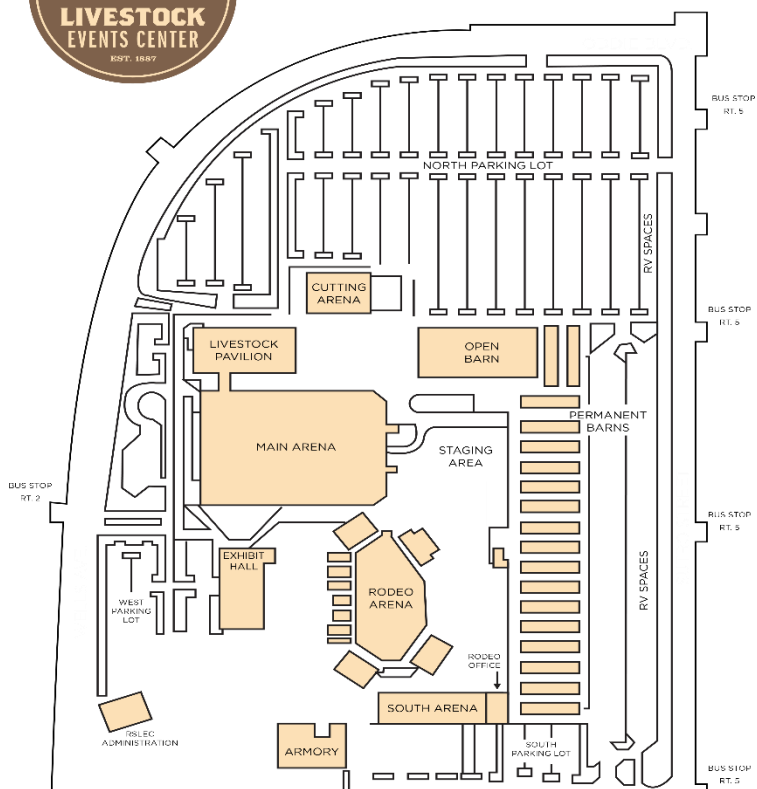 LIVESTOCK
EVENTS CENTER
EST. 1887
BUS STOP
RT. 5
NORTH PARKING LOT
RV SPACES
CUTTING
ARENA
BUS STOP
RT. 5
LIVESTOCK
PAVILION
OPEN
BARN
PERMANENT
BARNS
MAIN ARENA
STAGING
AREA
BUS STOP
RT. 2
BUS STOP
RT. 5
EXHIBIT
HALL
RV SPACES
RODEO
ARENA
WEST
PARKING
LOT
RODEO
OFFICE
SOUTH ARENA
RSLEC
ADMINISTRATION
ARMORY
SOUTH
PARKING LOT
BUS STOP
RT. 5